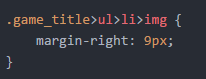 .game_title>ul>li>img {
    margin-right: 9px;
}